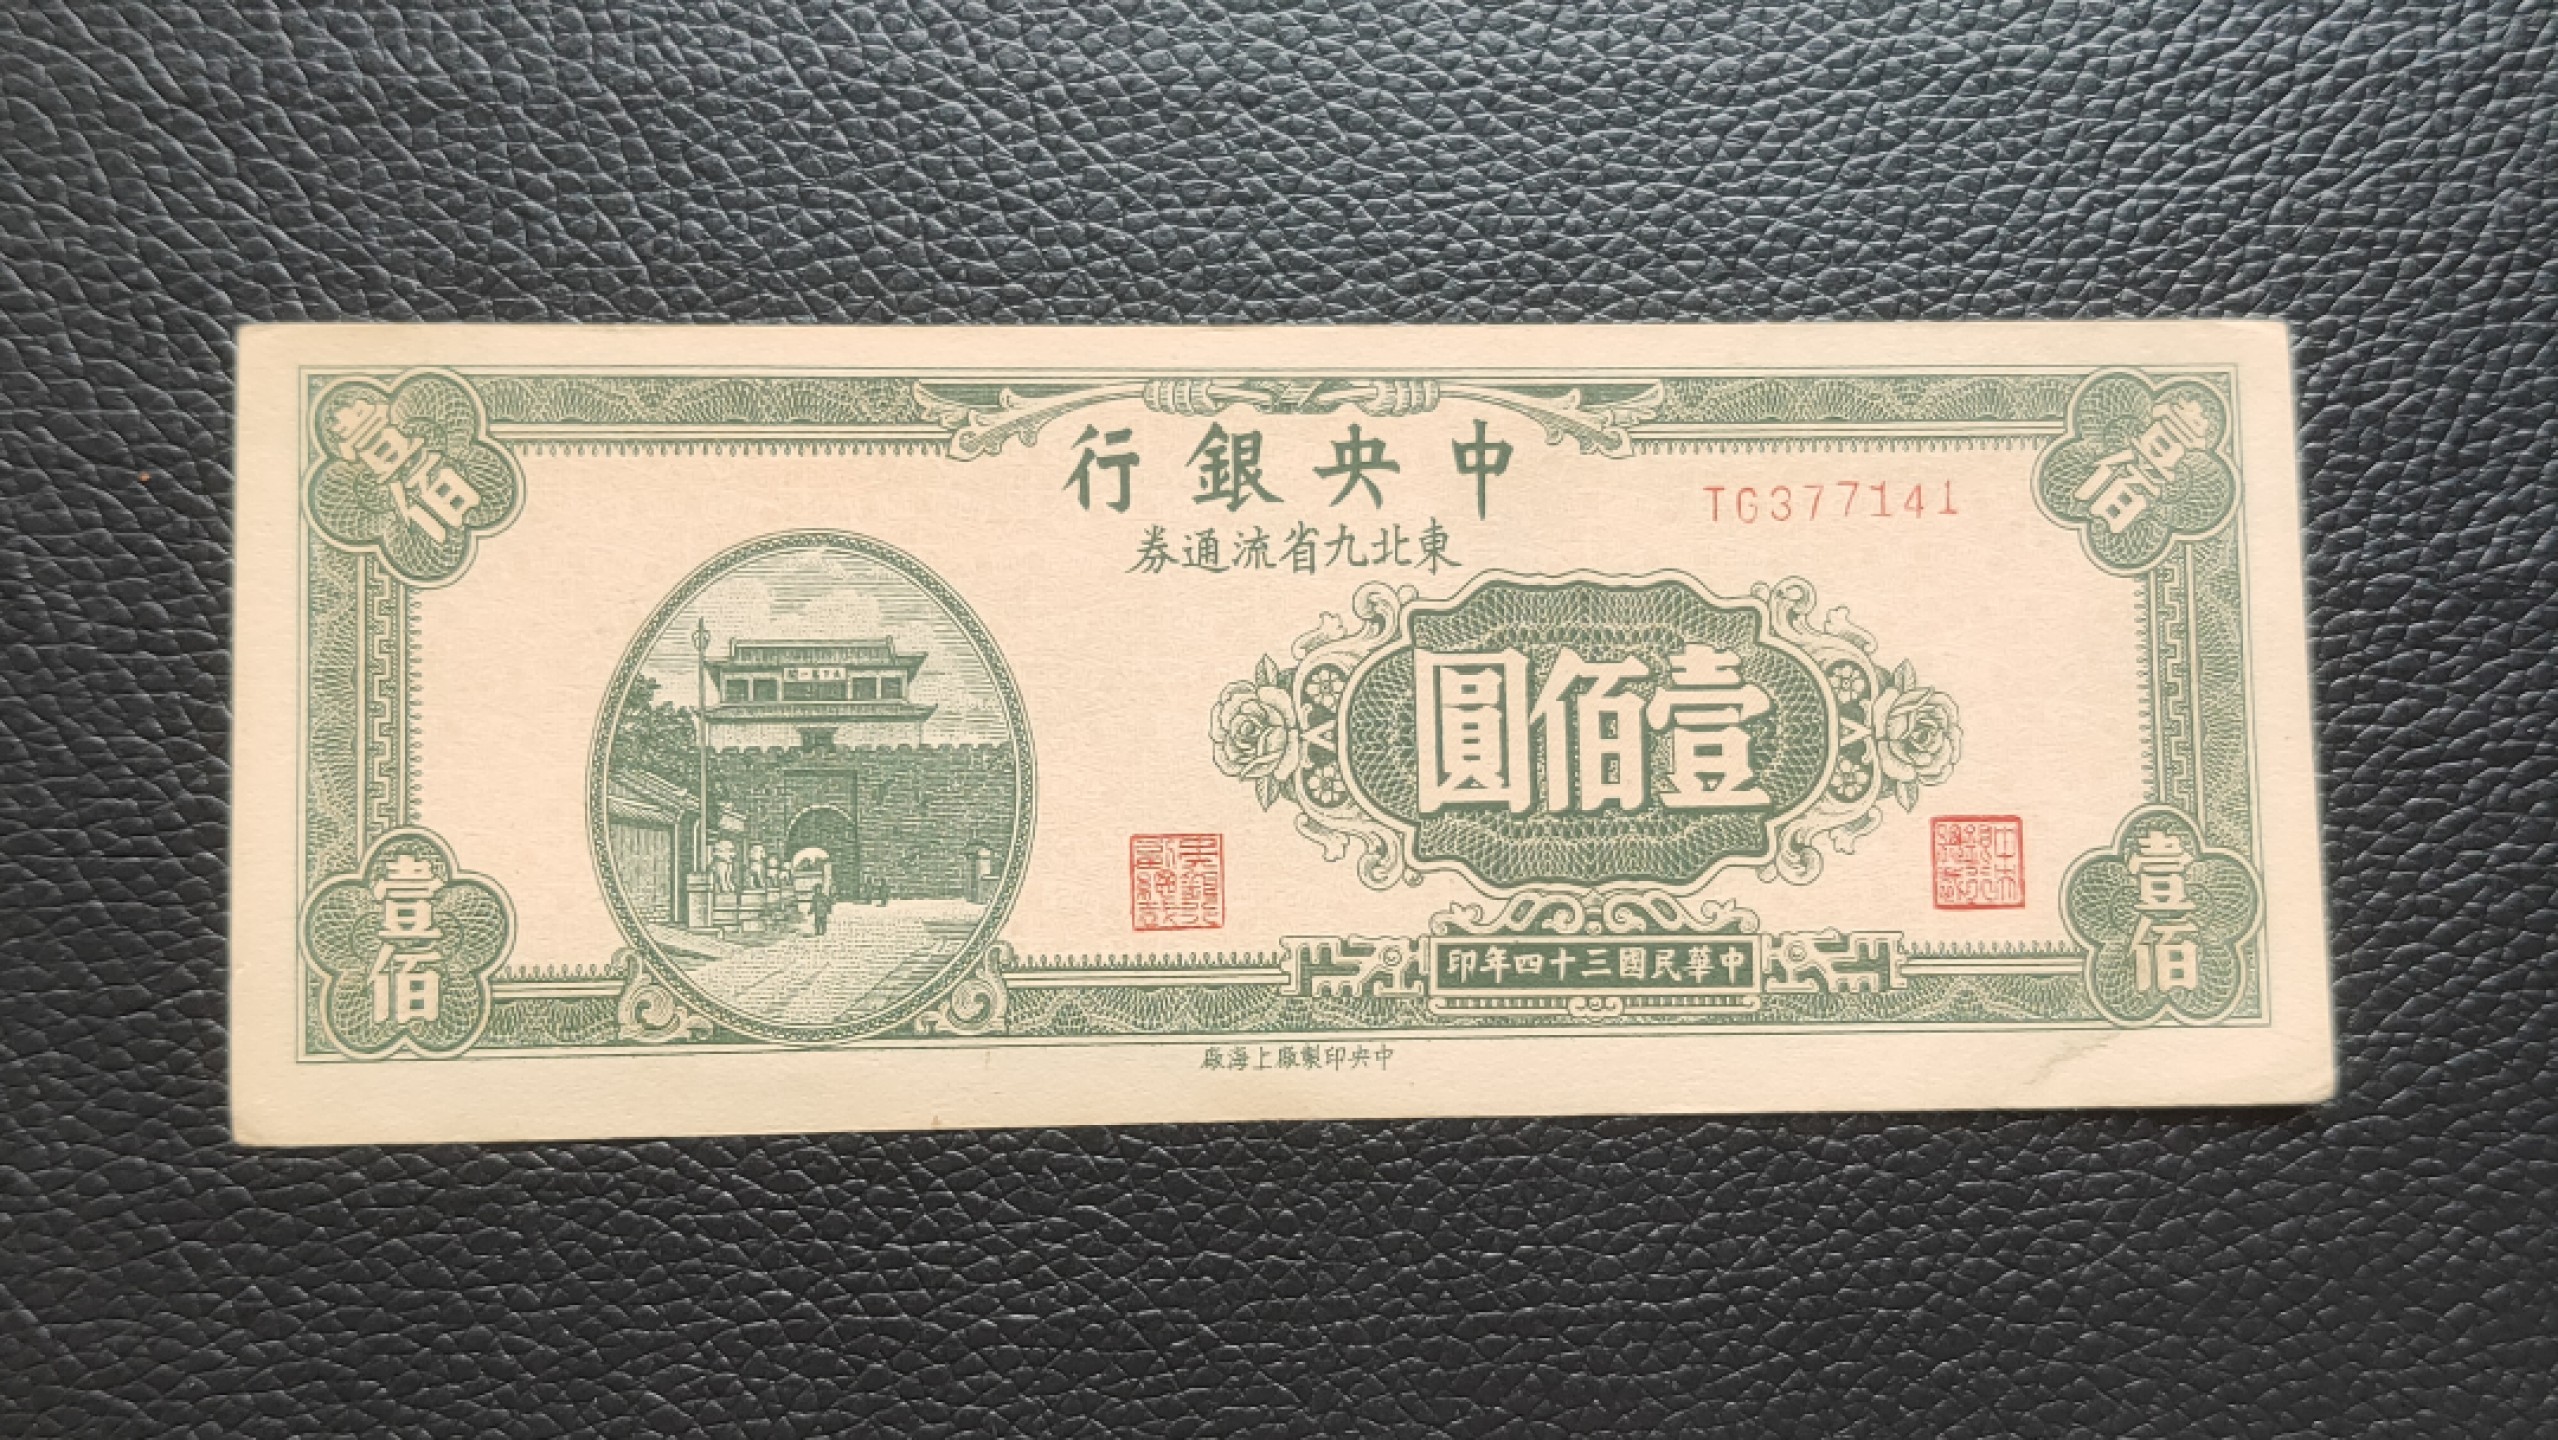 中央銀行
東北九省流通券
TG377141
壹佰
壹佰
壹佰圓
壹佰
壹佰
中華民國三十四年印
中央印製廠上海廠